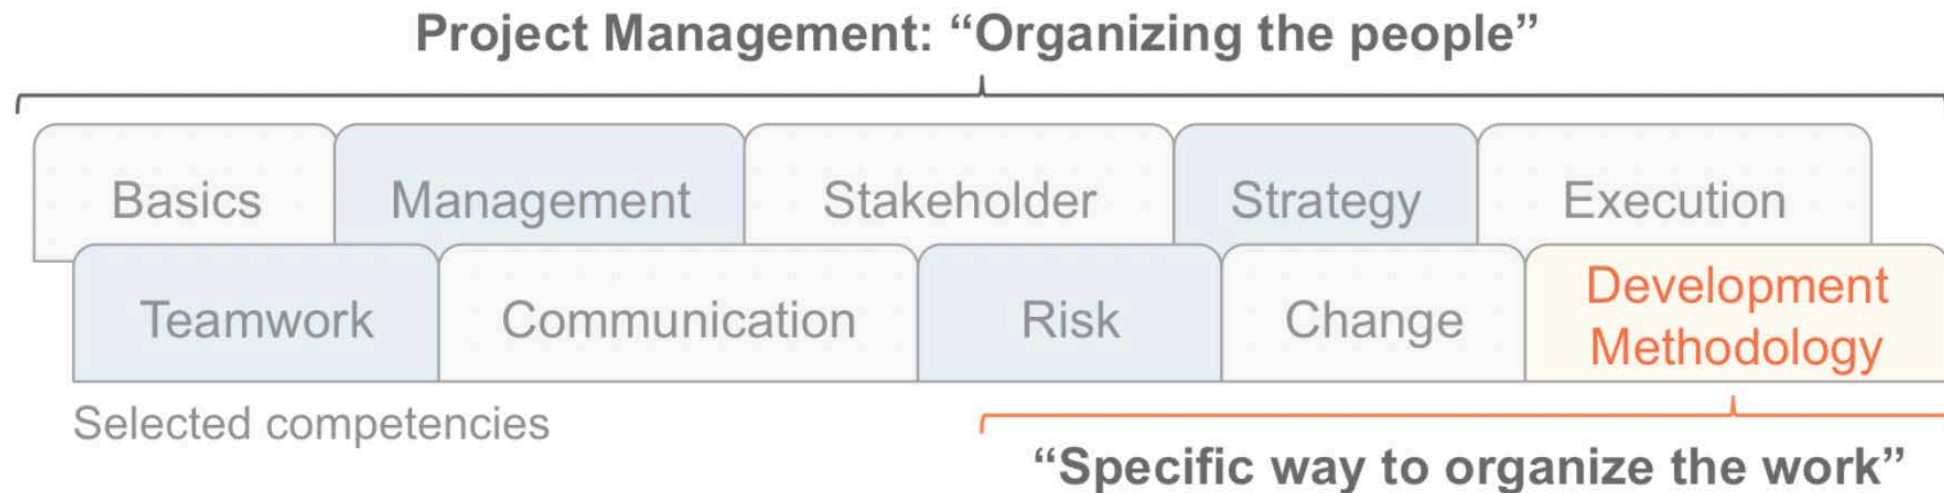 Project Management: “Organizing the people”
Basics
Management
Stakeholder
Strategy
Execution
Teamwork
Communication
Risk
Change
Development
Methodology
Selected competencies
“Specific way to organize the work”